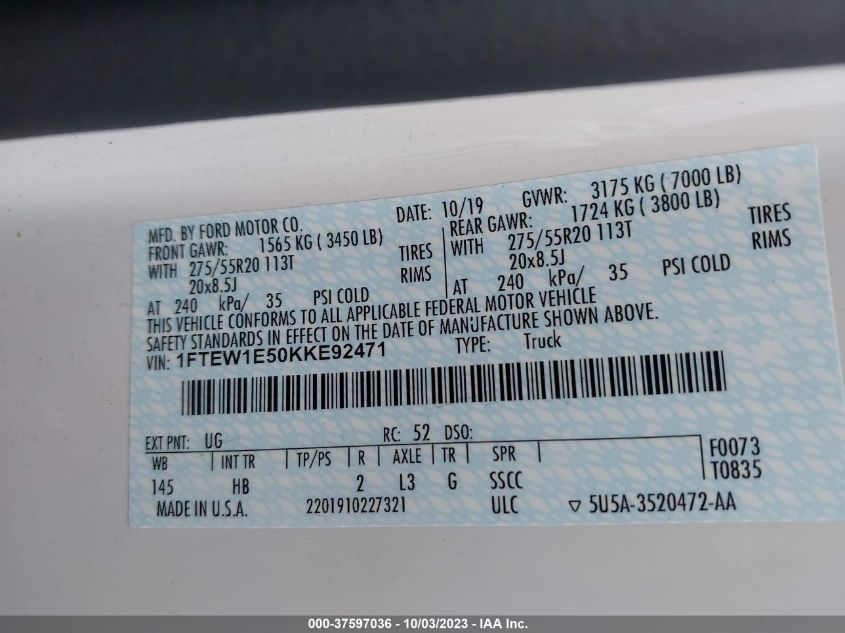 MFD. BY FORD MOTOR CO. DATE: 10/19 GVWR: 3175 KG ( 7000 LB)
FRONT GAWR: 1565 KG ( 3450 LB) REAR GAWR: 1724 KG ( 3800 LB)
WITH 275/55R20 113T TIRES WITH 275/55R20 113T TIRES
20x8.5J RIMS 20x8.5J RIMS
AT 240 kPa/ 35 PSI COLD AT 240 kPa/ 35 PSI COLD
THIS VEHICLE CONFORMS TO ALL APPLICABLE FEDERAL MOTOR VEHICLE
SAFETY STANDARDS IN EFFECT ON THE DATE OF MANUFACTURE SHOWN ABOVE.
VIN: 1FTEW1E50KKE92471 TYPE: Truck
EXT PNT: UG RC: 52 DSO:
WB INT TR TP/PS R AXLE TR SPR F0073
145 HB 2 L3 G SSCC T0835
MADE IN U.S.A. 2201910227321 ULC ▽ 5U5A-3520472-AA
000-37597036 - 10/03/2023 - IAA Inc.